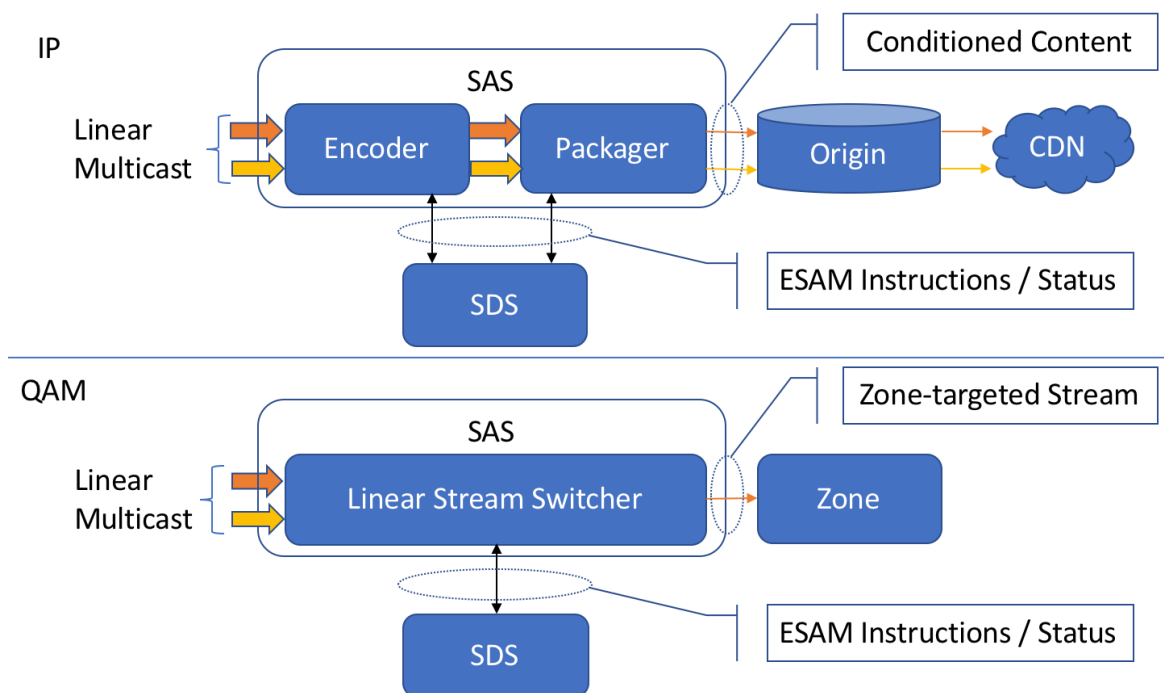 IP
Conditioned Content
SAS
Linear
Multicast
Encoder
Packager
Origin
CDN
ESAM Instructions / Status
SDS
QAM
Zone-targeted Stream
SAS
Linear
Multicast
Linear Stream Switcher
Zone
ESAM Instructions / Status
SDS